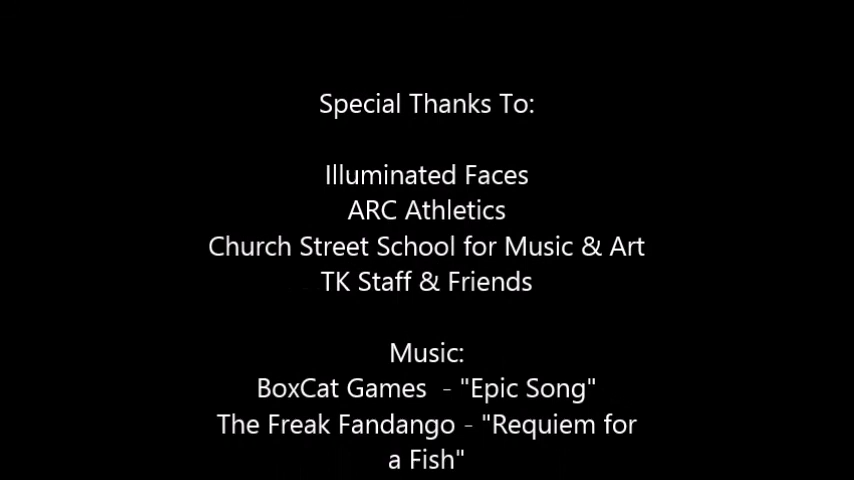 Special Thanks To:
Illuminated Faces
ARC Athletics
Church Street School for Music & Art
TK Staff & Friends
Music:
BoxCat Games - "Epic Song"
The Freak Fandango - "Requiem for
a Fish"